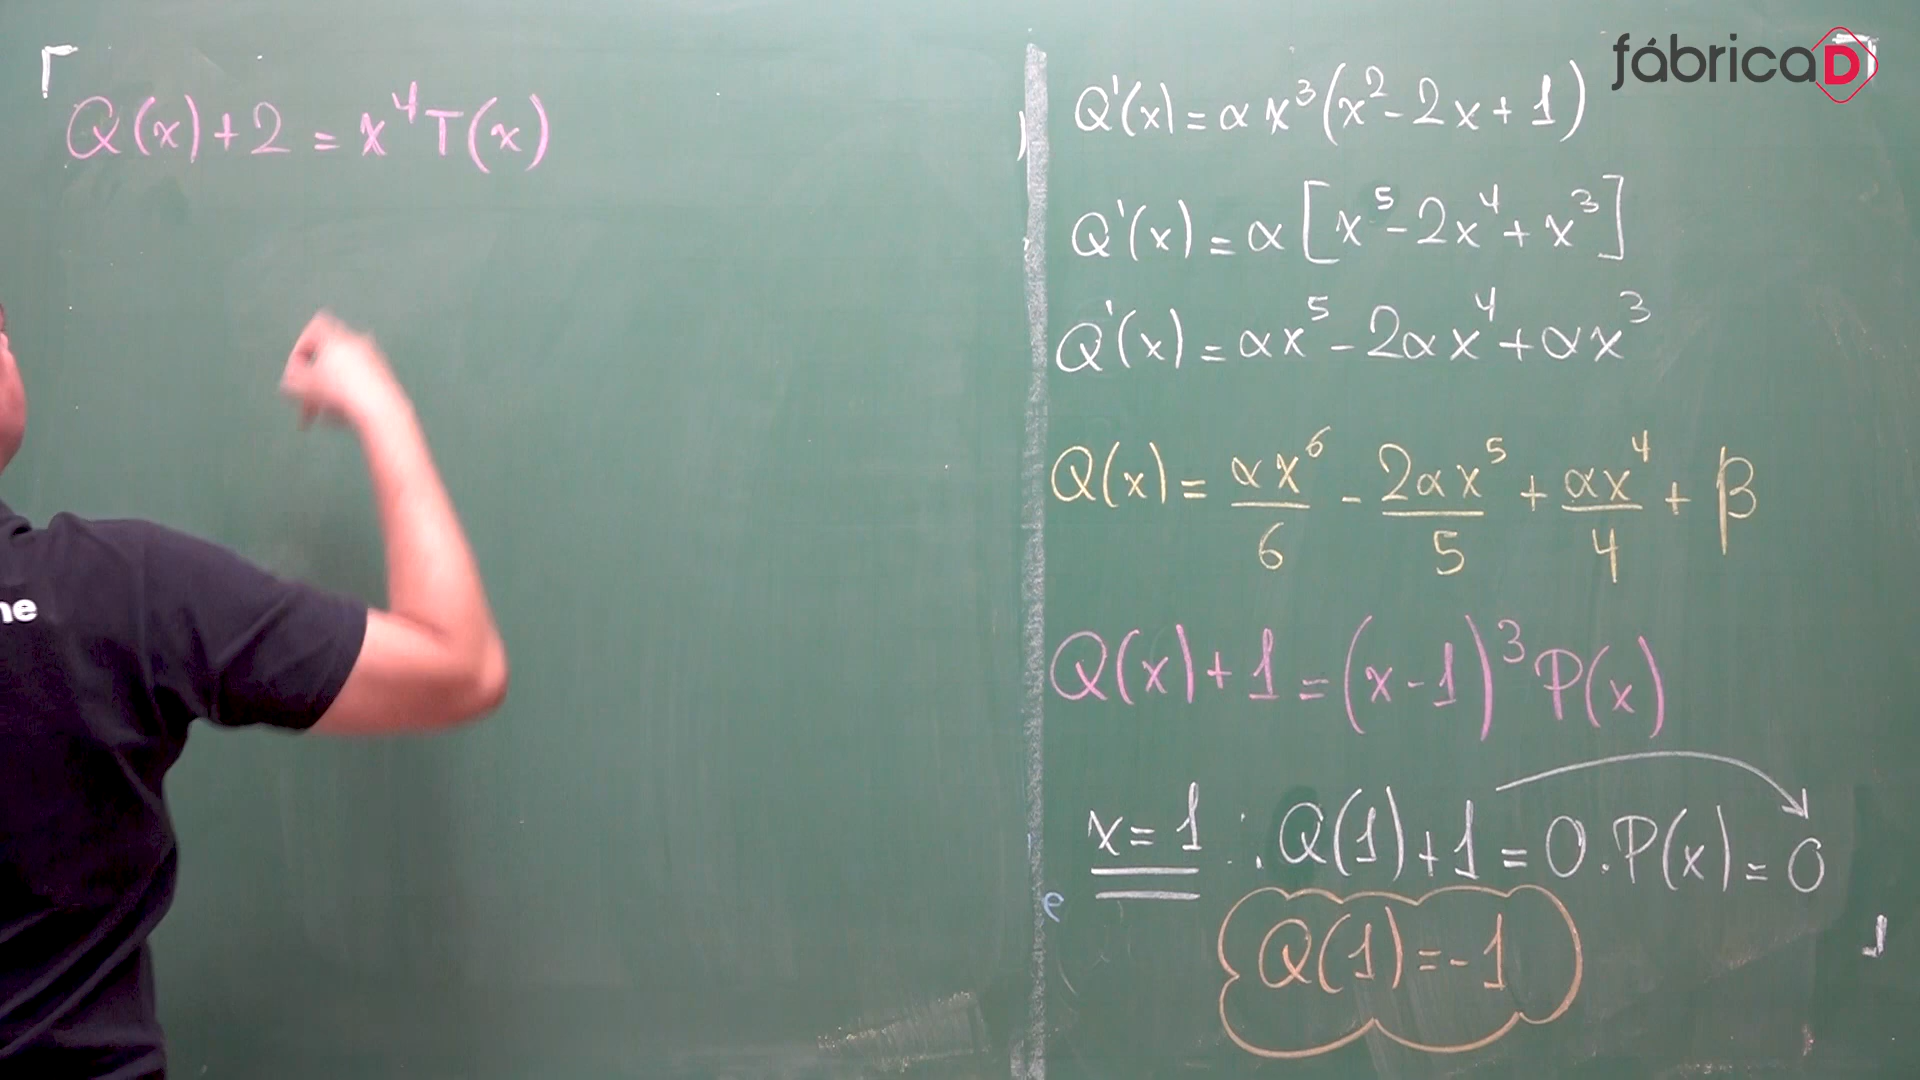 Q(x)+2 = x⁴T(x)
fábricaD
Q'(x) = αx³(x²-2x+1)
Q'(x) = α[x⁵-2x⁴+x³]
Q'(x) = αx⁵-2αx⁴+αx³
Q(x) = αx⁶/6 - 2αx⁵/5 + αx⁴/4 + β
Q(x)+1 = (x-1)³P(x)
x=1 ∴ Q(1)+1 = 0.P(x) = 0
e
Q(1) = -1